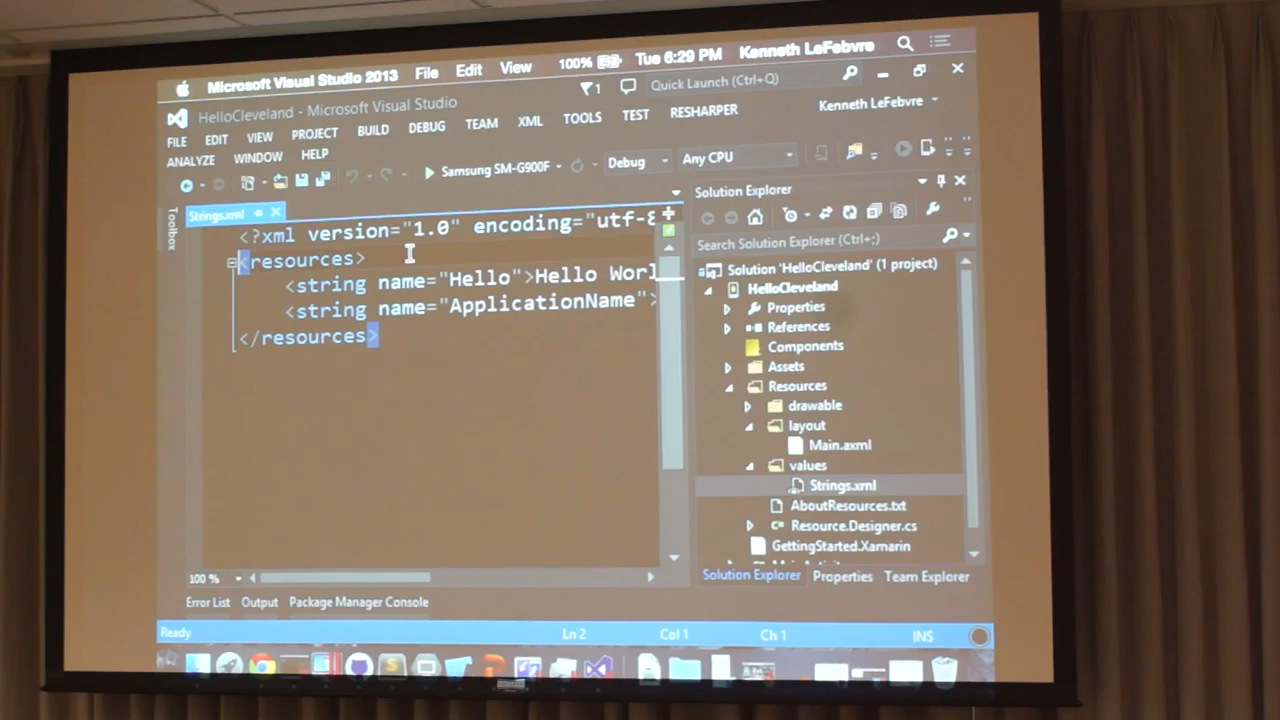 Microsoft Visual Studio 2013 File Edit View 100% Tue 6:29 PM Kenneth LeFebvre
HelloCleveland - Microsoft Visual Studio 1 Quick Launch (Ctrl+Q)
FILE EDIT VIEW PROJECT BUILD DEBUG TEAM XML TOOLS TEST RESHARPER Kenneth LeFebvre
ANALYZE WINDOW HELP
Samsung SM-G900F Debug Any CPU
Toolbox
Strings.xml
<?xml version="1.0" encoding="utf-8
<resources>
<string name="Hello">Hello Worl
<string name="ApplicationName">
</resources>
100 %
Error List Output Package Manager Console
Solution Explorer
Search Solution Explorer (Ctrl+;)
Solution 'HelloCleveland' (1 project)
HelloCleveland
Properties
References
Components
Assets
Resources
drawable
layout
Main.axml
values
Strings.xml
AboutResources.txt
Resource.Designer.cs
GettingStarted.Xamarin
Solution Explorer Properties Team Explorer
Ready Ln 2 Col 1 Ch 1 INS